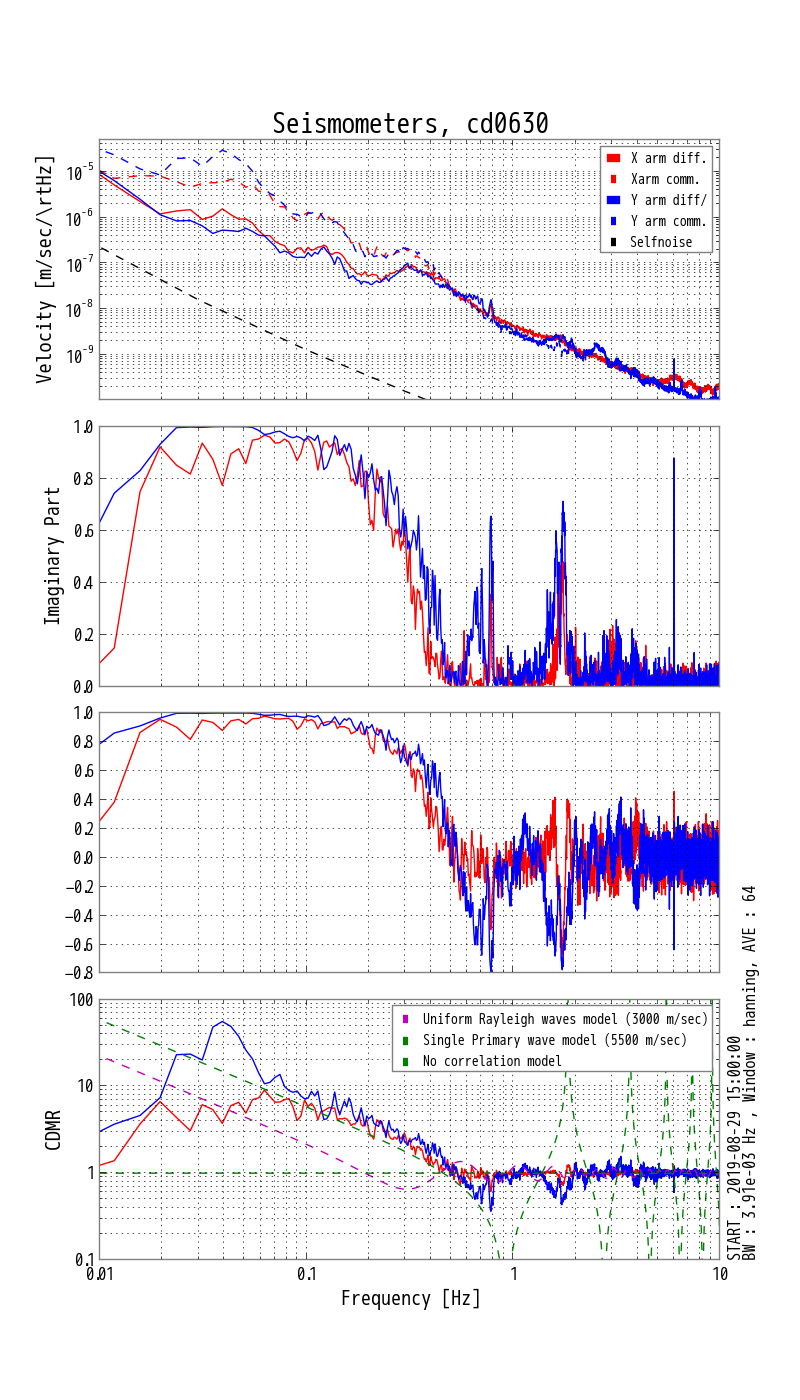 Seismometers, cd0630
Velocity [m/sec/\rtHz]
10^-5
10^-6
10^-7
10^-8
10^-9
X arm diff.
Xarm comm.
Y arm diff/
Y arm comm.
Selfnoise
Imaginary Part
1.0
0.8
0.6
0.4
0.2
0.0
1.0
0.8
0.6
0.4
0.2
0.0
−0.2
−0.4
−0.6
−0.8
CDMR
100
10
1
0.1
Uniform Rayleigh waves model (3000 m/sec)
Single Primary wave model (5500 m/sec)
No correlation model
0.01
0.1
1
10
Frequency [Hz]
START : 2019-08-29 15:00:00
BW : 3.91e-03 Hz , Window : hanning, AVE : 64